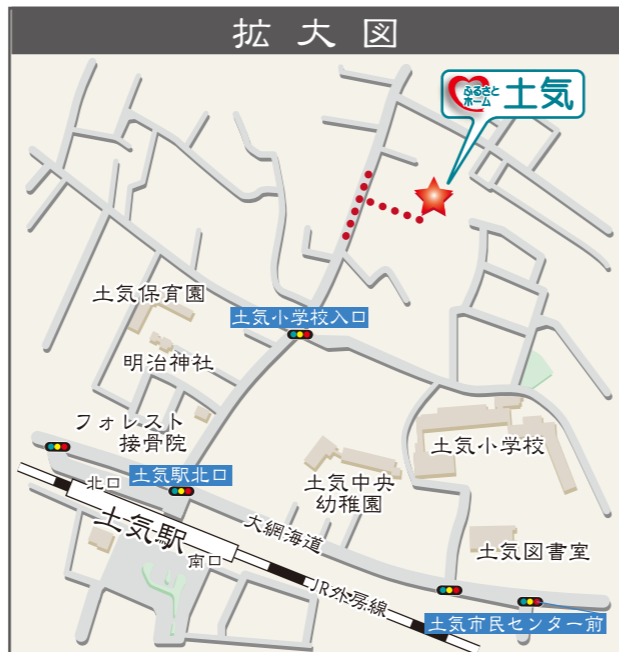 拡大図
ふるさと
ホーム
土気
土気保育園
土気小学校入口
明治神社
フォレスト
接骨院
土気小学校
土気駅北口
北口
土気中央
幼稚園
土気駅
大網海道
土気図書室
南口
JR外房線
土気市民センター前